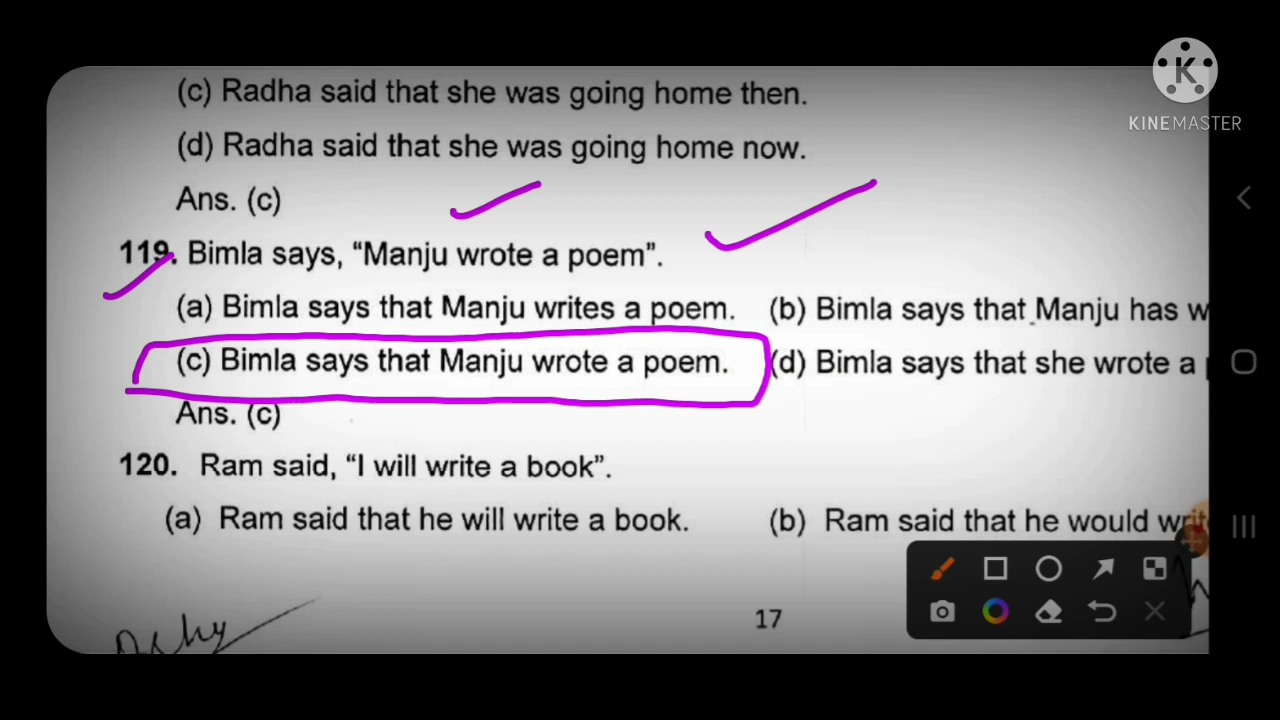 (c) Radha said that she was going home then.
(d) Radha said that she was going home now.
Ans. (c)
119. Bimla says, “Manju wrote a poem”.
(a) Bimla says that Manju writes a poem. (b) Bimla says that Manju has
(c) Bimla says that Manju wrote a poem. (d) Bimla says that she wrote a
Ans. (c)
120. Ram said, “I will write a book”.
(a) Ram said that he will write a book. (b) Ram said that he would
17
K
KINEMASTER